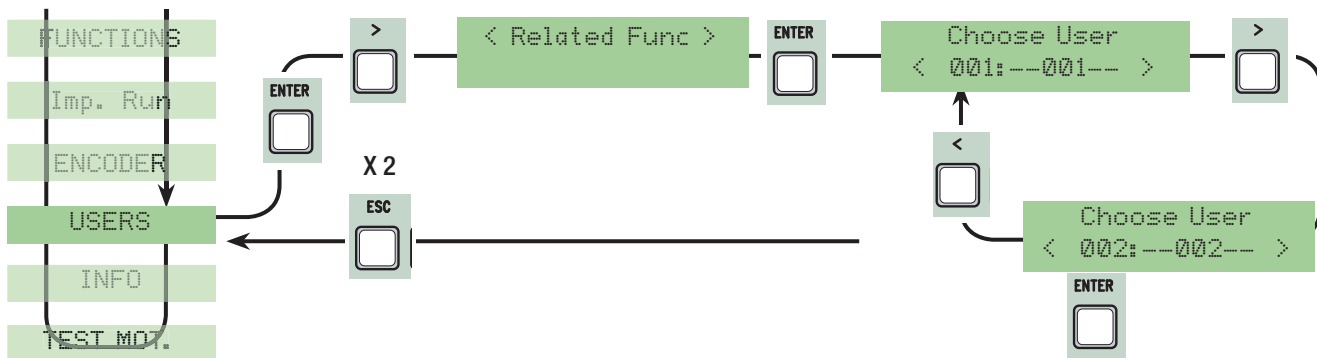 FUNCTIONS
Imp. Run
ENCODER
USERS
INFO
TEST MOT.
ENTER
>
< Related Func >
ENTER
Choose User
< 001:--001-- >
>
<
Choose User
< 002:--002-- >
ENTER
X 2
ESC